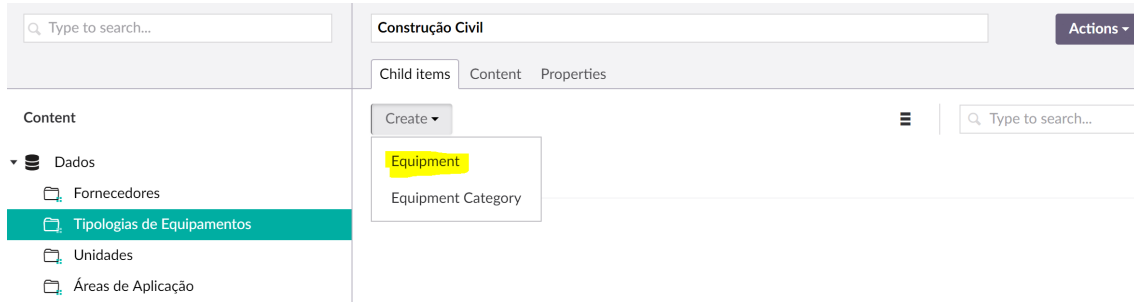 Type to search...
Construção Civil
Actions
Child items
Content
Properties
Content
Create
Type to search...
Equipment
Equipment Category
Dados
Fornecedores
Tipologias de Equipamentos
Unidades
Áreas de Aplicação